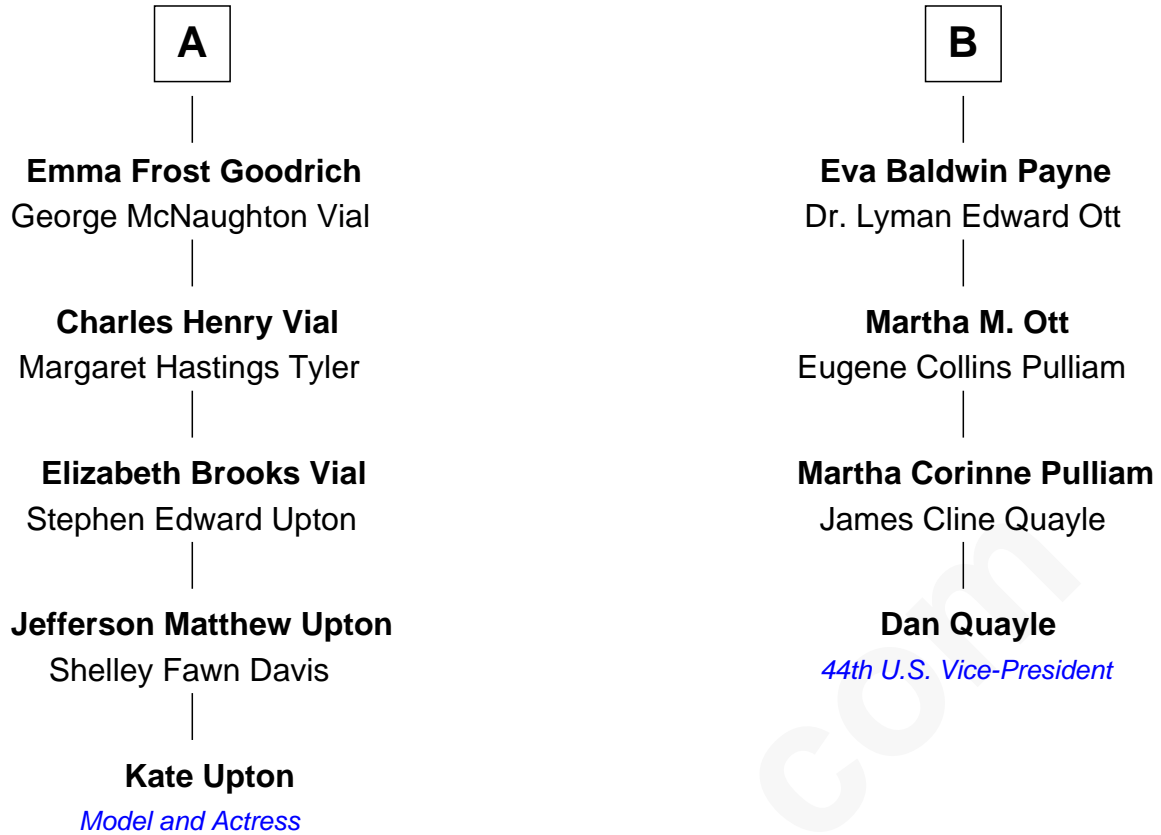 A
Emma Frost Goodrich
George McNaughton Vial
Charles Henry Vial
Margaret Hastings Tyler
Elizabeth Brooks Vial
Stephen Edward Upton
Jefferson Matthew Upton
Shelley Fawn Davis
Kate Upton
Model and Actress
B
Eva Baldwin Payne
Dr. Lyman Edward Ott
Martha M. Ott
Eugene Collins Pulliam
Martha Corinne Pulliam
James Cline Quayle
Dan Quayle
44th U.S. Vice-President
com